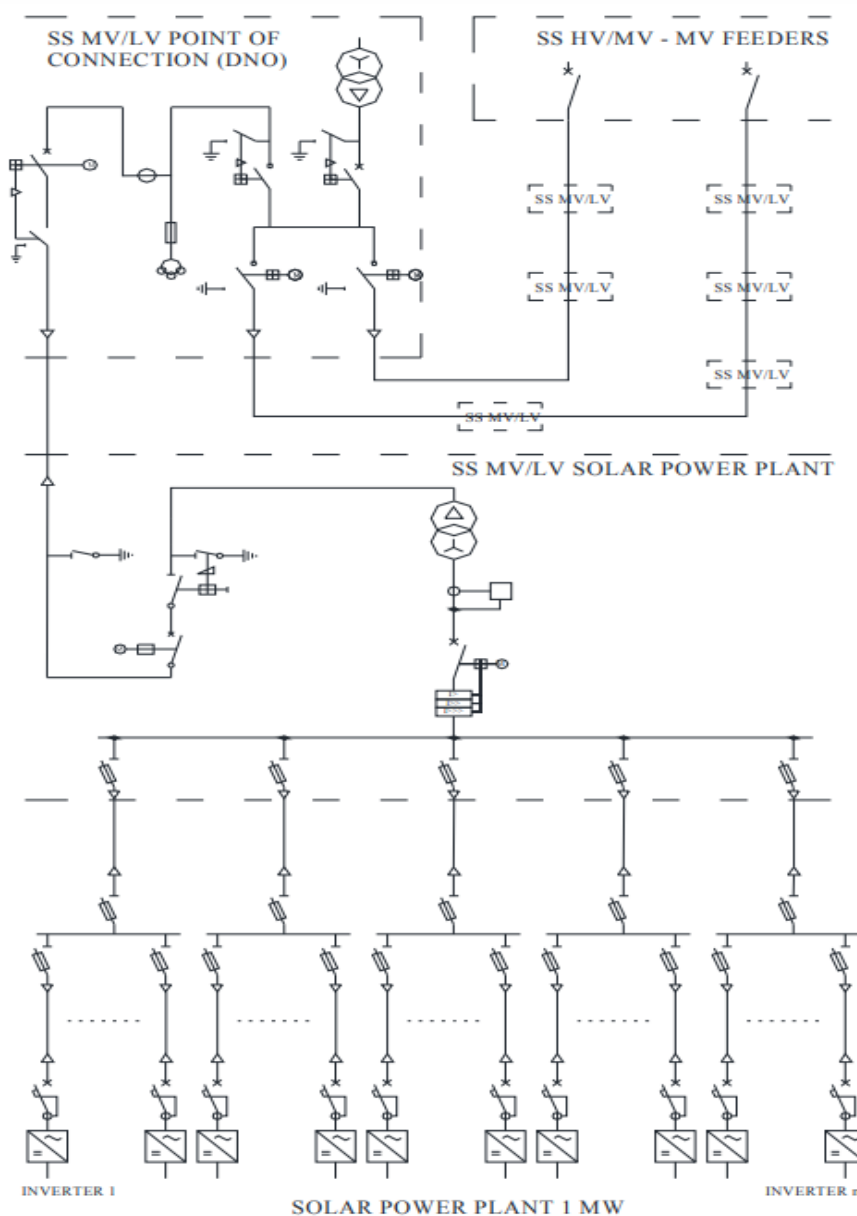 SS MV/LV POINT OF
CONNECTION (DNO)
SS HV/MV - MV FEEDERS
SS MV/LV
SS MV/LV
SS MV/LV
SS MV/LV
SS MV/LV
SS MV/LV
SS MV/LV SOLAR POWER PLANT
I>
I>>
I>>>
INVERTER 1
INVERTER n
SOLAR POWER PLANT 1 MW